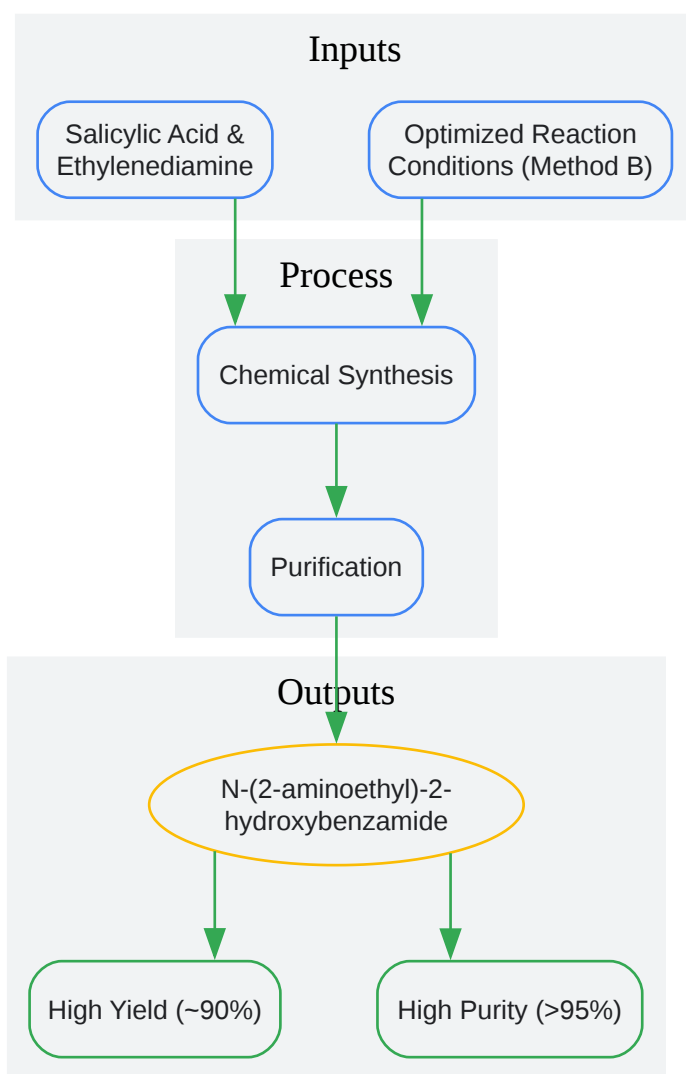 Inputs
Salicylic Acid &
Ethylenediamine
Optimized Reaction
Conditions (Method B)
Process
Chemical Synthesis
Purification
Outputs
N-(2-aminoethyl)-2-
hydroxybenzamide
High Yield (~90%)
High Purity (>95%)